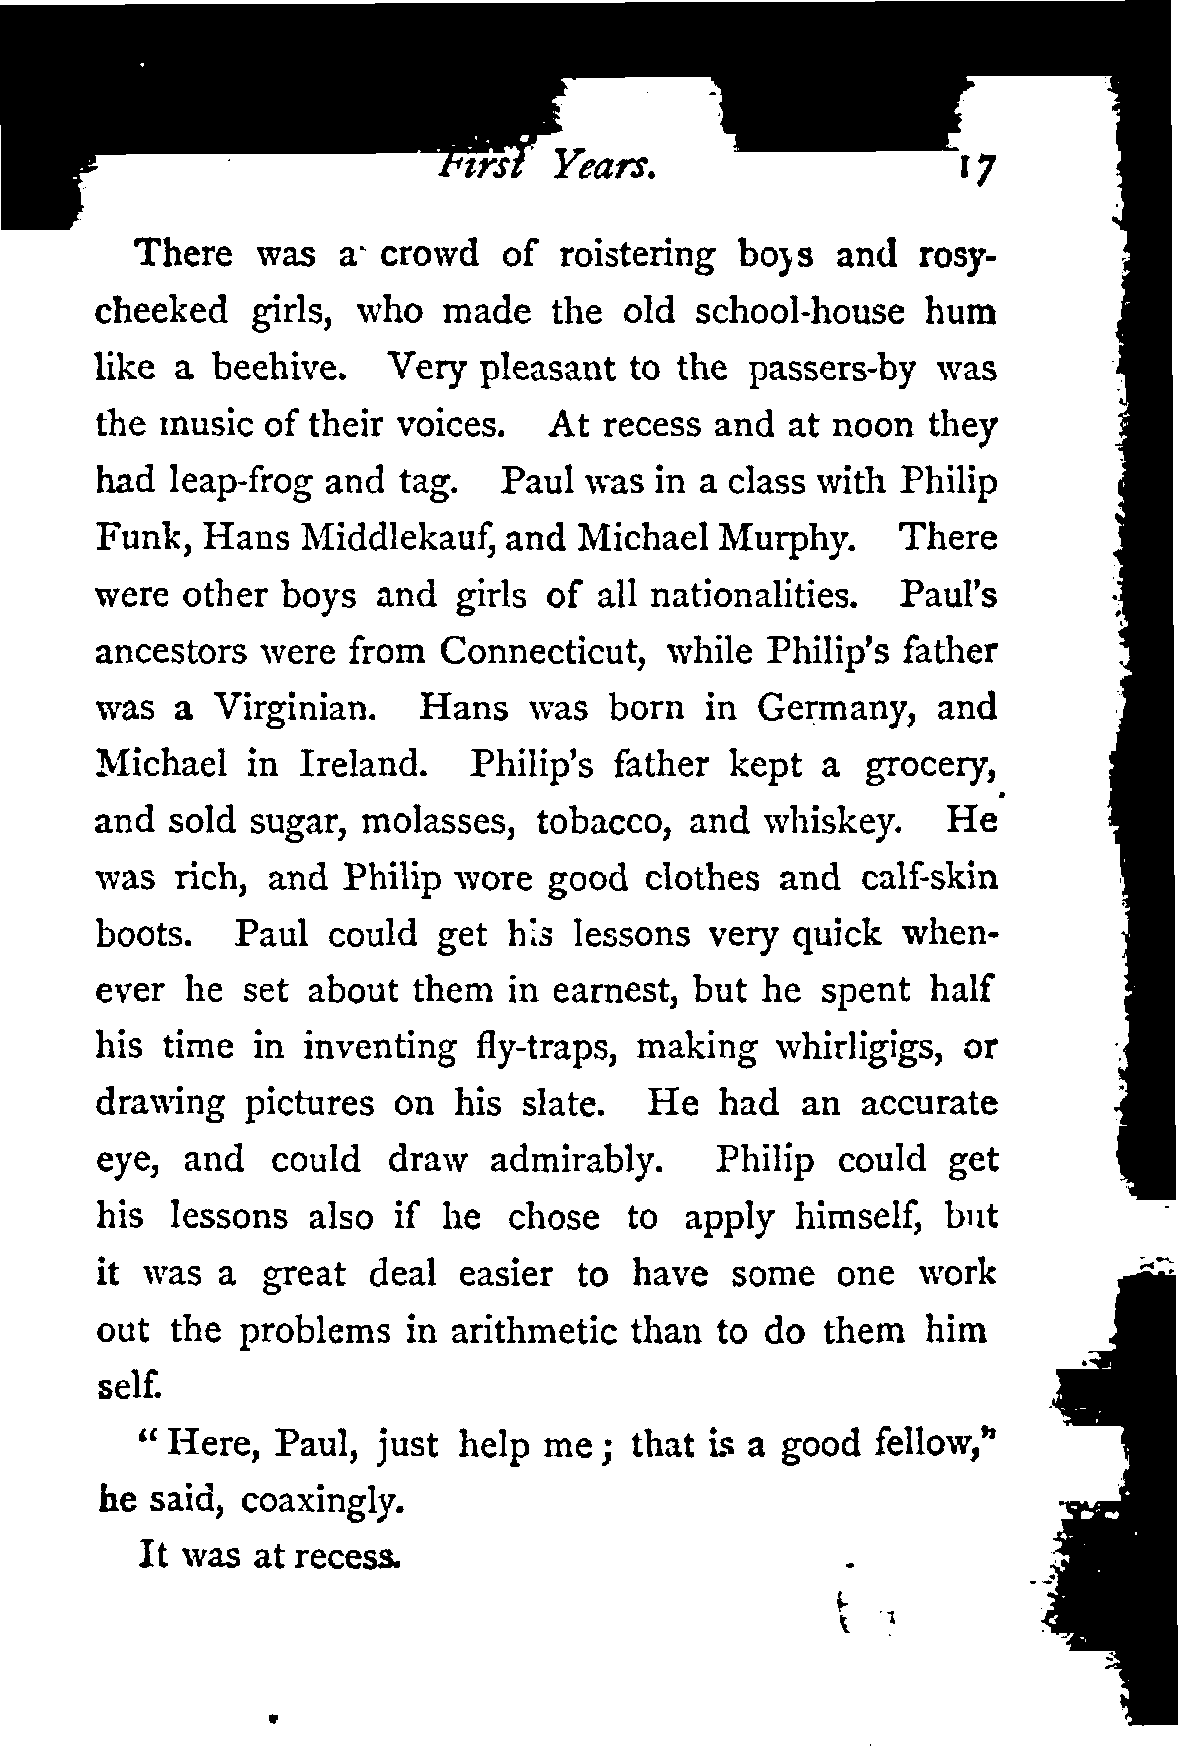 First Years. 17
There was a crowd of roistering boys and rosy-
cheeked girls, who made the old school-house hum
like a beehive. Very pleasant to the passers-by was
the music of their voices. At recess and at noon they
had leap-frog and tag. Paul was in a class with Philip
Funk, Hans Middlekauf, and Michael Murphy. There
were other boys and girls of all nationalities. Paul's
ancestors were from Connecticut, while Philip's father
was a Virginian. Hans was born in Germany, and
Michael in Ireland. Philip's father kept a grocery,
and sold sugar, molasses, tobacco, and whiskey. He
was rich, and Philip wore good clothes and calf-skin
boots. Paul could get his lessons very quick when-
ever he set about them in earnest, but he spent half
his time in inventing fly-traps, making whirligigs, or
drawing pictures on his slate. He had an accurate
eye, and could draw admirably. Philip could get
his lessons also if he chose to apply himself, but
it was a great deal easier to have some one work
out the problems in arithmetic than to do them him
self.
“Here, Paul, just help me; that is a good fellow,”
he said, coaxingly.
It was at recess.